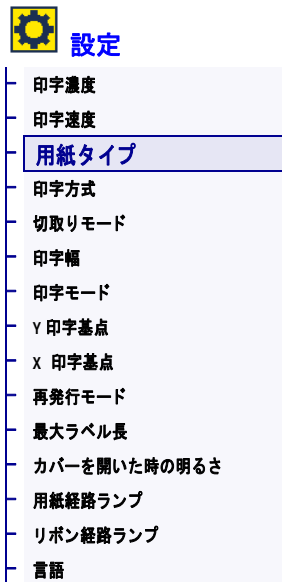 設定
印字濃度
印字速度
用紙タイプ
印字方式
切取りモード
印字幅
印字モード
Y 印字基点
X 印字基点
再発行モード
最大ラベル長
カバーを開いた時の明るさ
用紙経路ランプ
リボン経路ランプ
言語